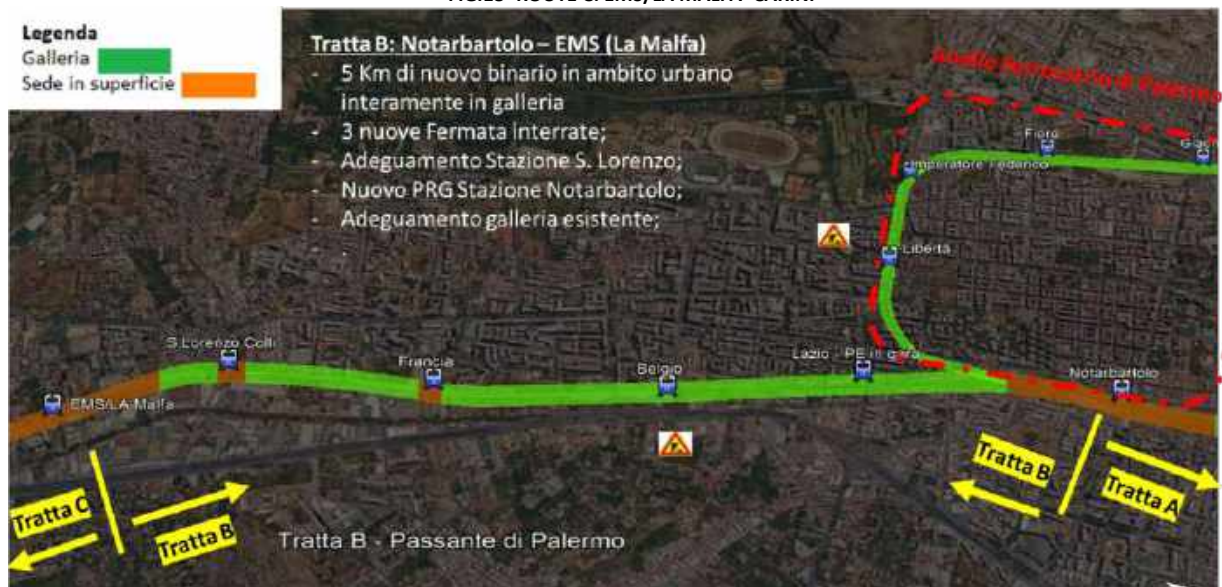 Legenda
Galleria
Sede in superficie
Tratta B: Notarbartolo – EMS (La Malfa)
- 5 Km di nuovo binario in ambito urbano
interamente in galleria
- 3 nuove Fermata interrate;
- Adeguamento Stazione S. Lorenzo;
- Nuovo PRG Stazione Notarbartolo;
- Adeguamento galleria esistente;
Anello Ferroviario di Palermo
Fiore
Imperatore Federico
Libertà
S.Lorenzo Colli
Francia
Belgio
Lazio - PE in gara
Notarbartolo
EMS/LA Malfa
Tratta C
Tratta B
Tratta B
Tratta A
Tratta B - Passante di Palermo